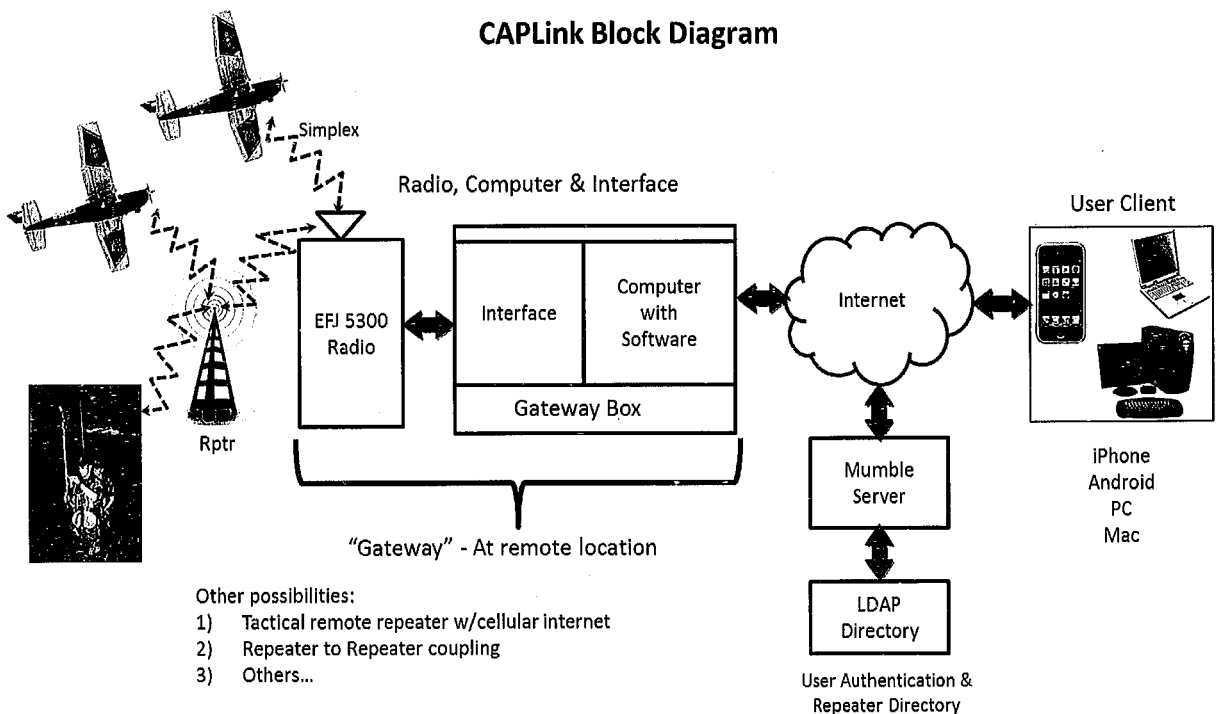 CAPLink Block Diagram
Simplex
Radio, Computer & Interface
User Client
EFJ 5300
Radio
Interface
Computer
with
Software
Gateway Box
Internet
Rptr
Mumble
Server
iPhone
Android
PC
Mac
"Gateway" - At remote location
LDAP
Directory
Other possibilities:
1) Tactical remote repeater w/cellular internet
2) Repeater to Repeater coupling
3) Others...
User Authentication &
Repeater Directory